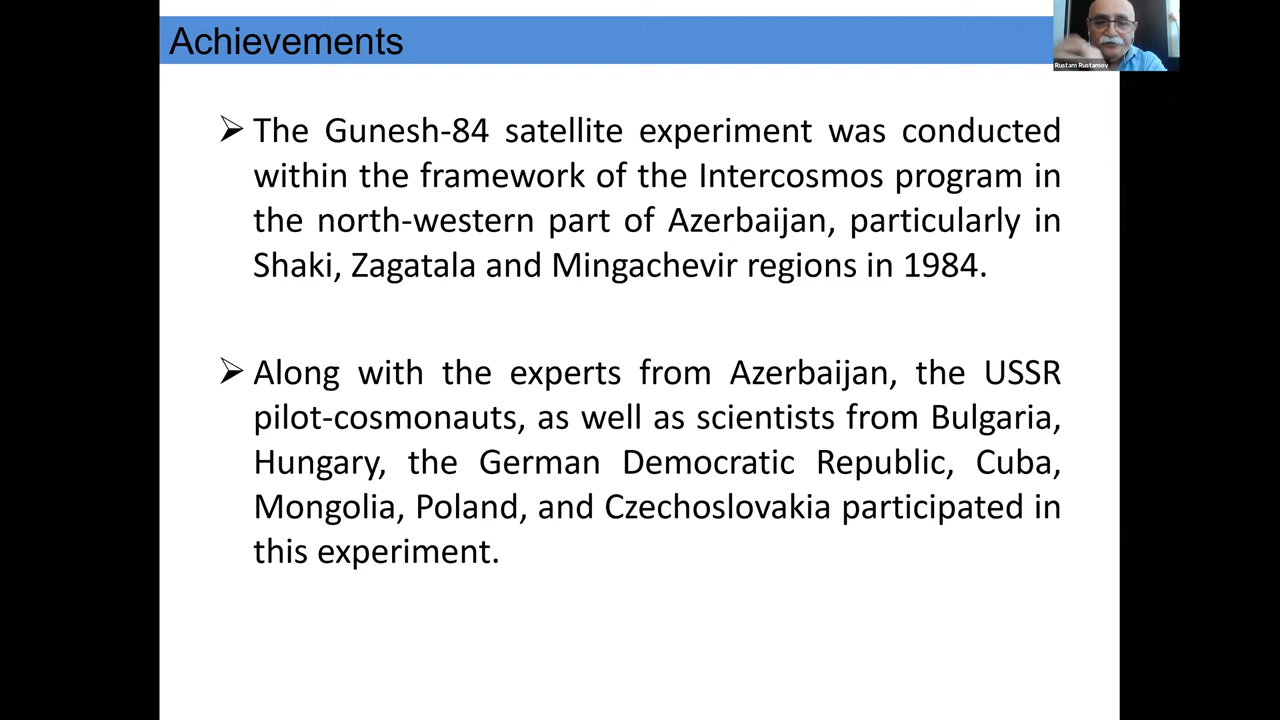 Achievements
Rustam Rustamov
➢ The Gunesh-84 satellite experiment was conducted
within the framework of the Intercosmos program in
the north-western part of Azerbaijan, particularly in
Shaki, Zagatala and Mingachevir regions in 1984.
➢ Along with the experts from Azerbaijan, the USSR
pilot-cosmonauts, as well as scientists from Bulgaria,
Hungary, the German Democratic Republic, Cuba,
Mongolia, Poland, and Czechoslovakia participated in
this experiment.